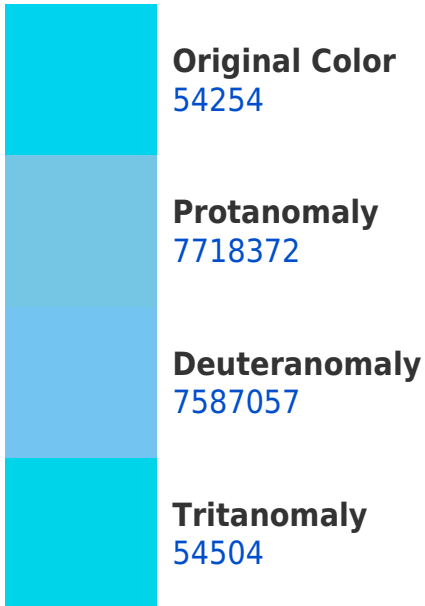 Original Color
54254
Protanomaly
7718372
Deuteranomaly
7587057
Tritanomaly
54504